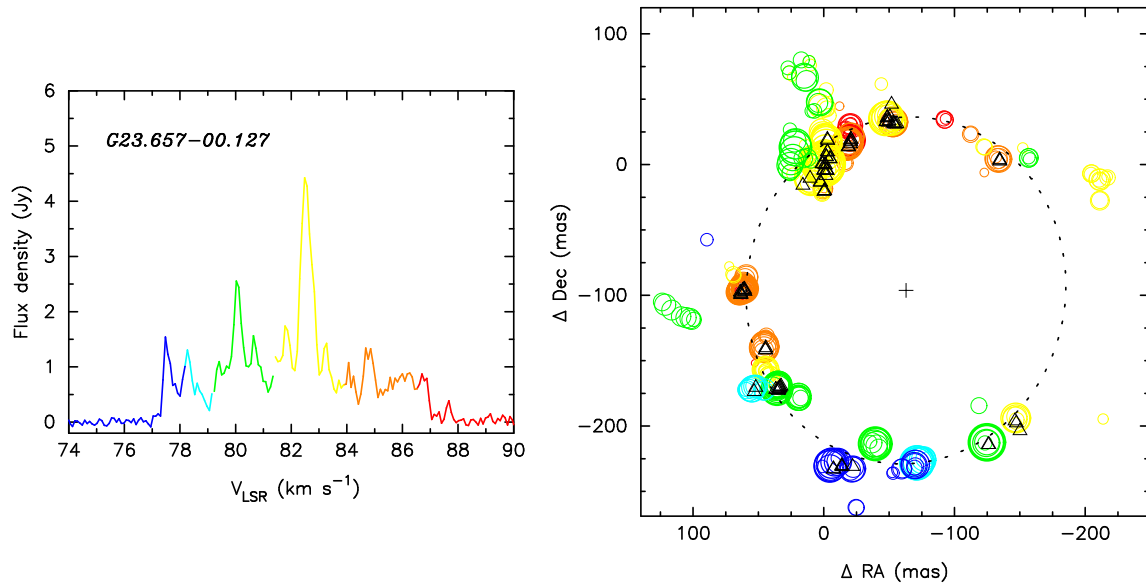 G23.657-00.127
Flux density (Jy)
6
5
4
3
2
1
0
74 76 78 80 82 84 86 88 90
V_LSR (km s⁻¹)
Δ Dec (mas)
100
0
-100
-200
100 0 -100 -200
Δ RA (mas)